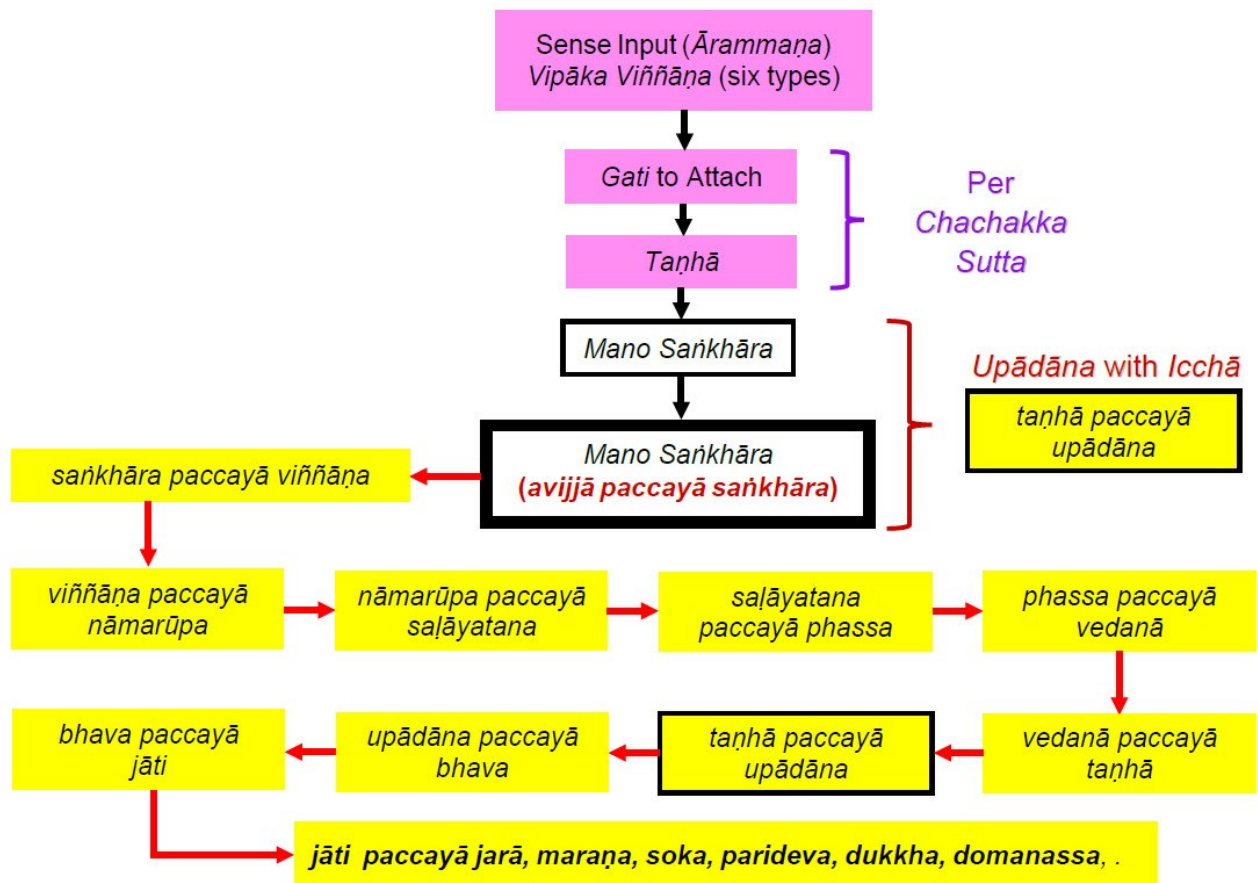 Sense Input (Ārammaṇa)
Vipāka Viññāṇa (six types)
Gati to Attach
Taṇhā
Per
Chachakka
Sutta
Mano Saṅkhāra
Upādāna with Icchā
taṇhā paccayā
upādāna
Mano Saṅkhāra
(avijjā paccayā saṅkhāra)
saṅkhāra paccayā viññāṇa
viññāṇa paccayā
nāmarūpa
nāmarūpa paccayā
saḷāyatana
saḷāyatana
paccayā phassa
phassa paccayā
vedanā
vedanā paccayā
taṇhā
taṇhā paccayā
upādāna
upādāna paccayā
bhava
bhava paccayā
jāti
jāti paccayā jarā, maraṇa, soka, parideva, dukkha, domanassa, .